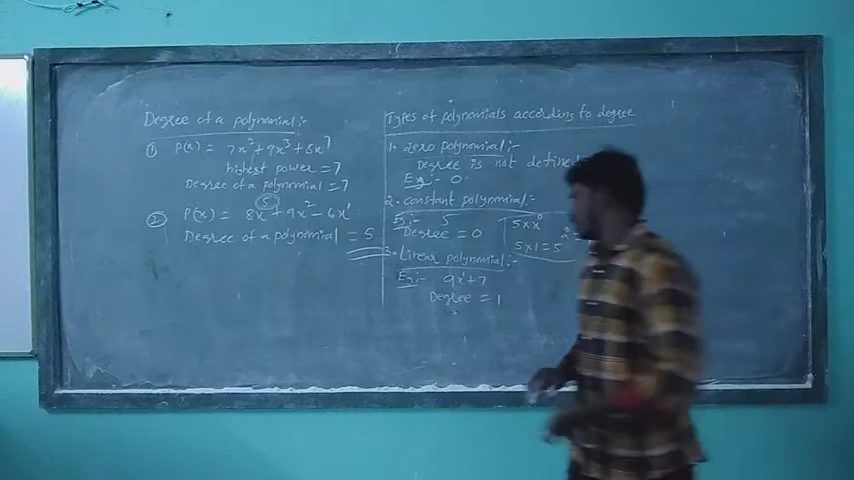 Degree of a polynomial:-
① P(x) = 7x² + 9x³ + 5x⁷
highest power = 7
Degree of a polynomial = 7
② P(x) = 8x⁵ + 9x² - 6x¹
Degree of a polynomial = 5
Types of polynomials according to degree
1. zero polynomial:-
Degree is not defined
Eg:- 0.
2. constant polynomial:-
Eg:- 5
Degree = 0
5 x x⁰
5 x 1 = 5
3. Linear polynomial:-
Eg:- 9x¹+7
Degree = 1